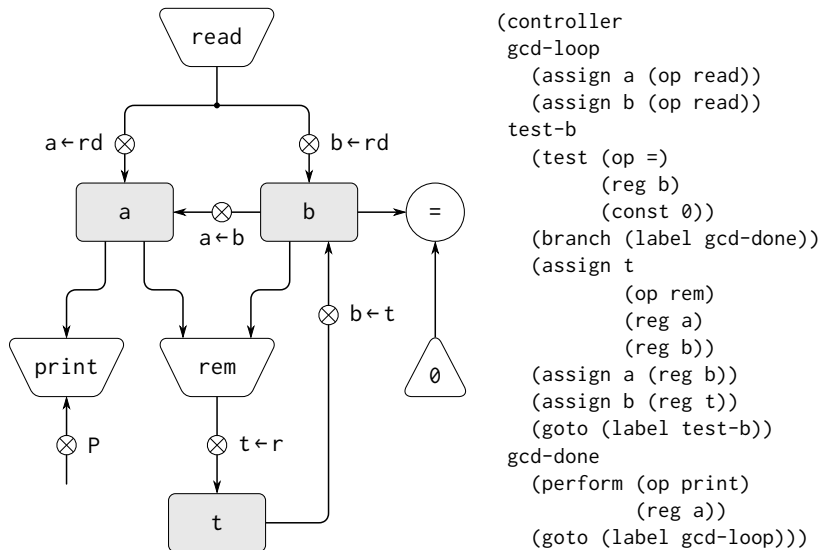 read
a←rd
b←rd
a
b
=
a←b
b←t
print
rem
0
P
t←r
t
(controller
 gcd-loop
   (assign a (op read))
   (assign b (op read))
 test-b
   (test (op =)
         (reg b)
         (const 0))
   (branch (label gcd-done))
   (assign t
           (op rem)
           (reg a)
           (reg b))
   (assign a (reg b))
   (assign b (reg t))
   (goto (label test-b))
 gcd-done
   (perform (op print)
            (reg a))
   (goto (label gcd-loop)))